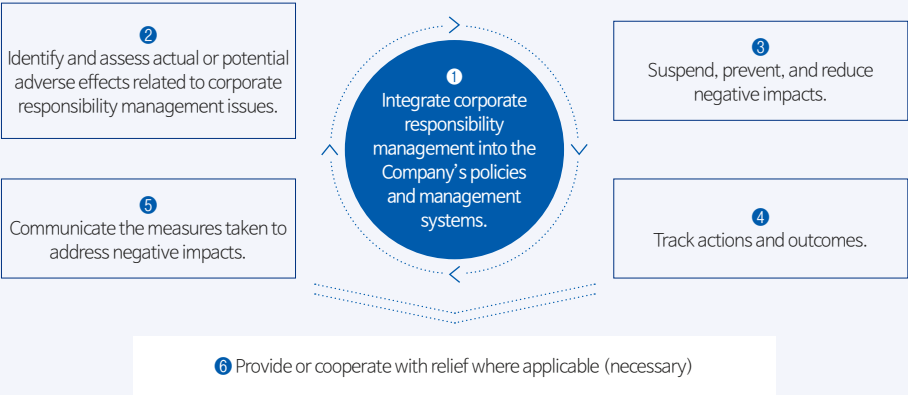 ❶
Integrate corporate
responsibility
management into the
Company’s policies
and management
systems.
❷
Identify and assess actual or potential
adverse effects related to corporate
responsibility management issues.
❸
Suspend, prevent, and reduce
negative impacts.
❹
Track actions and outcomes.
❺
Communicate the measures taken to
address negative impacts.
❻ Provide or cooperate with relief where applicable (necessary)